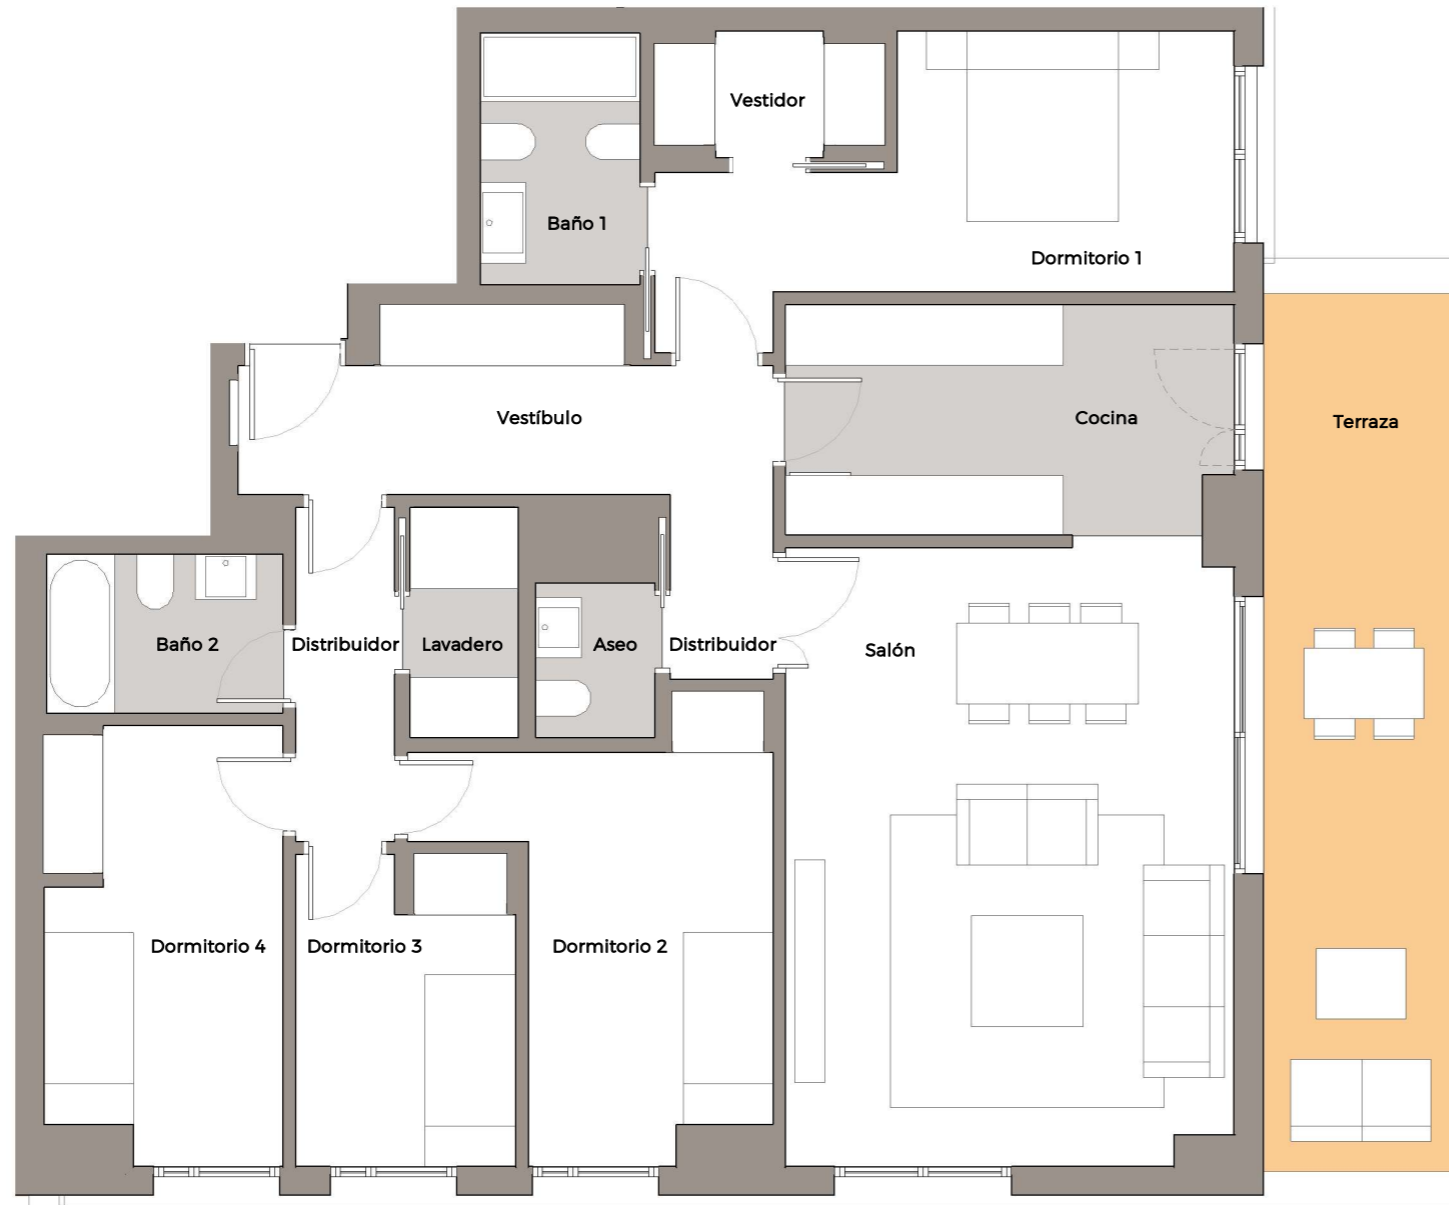 Vestidor
Baño 1
Dormitorio 1
Vestíbulo
Cocina
Terraza
Baño 2
Distribuidor
Lavadero
Aseo
Distribuidor
Salón
Dormitorio 4
Dormitorio 3
Dormitorio 2